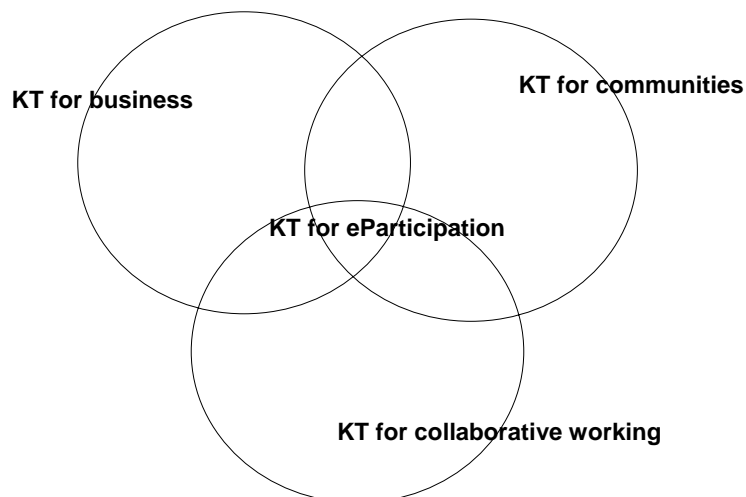 KT for communities
KT for business
KT for eParticipation
KT for collaborative working